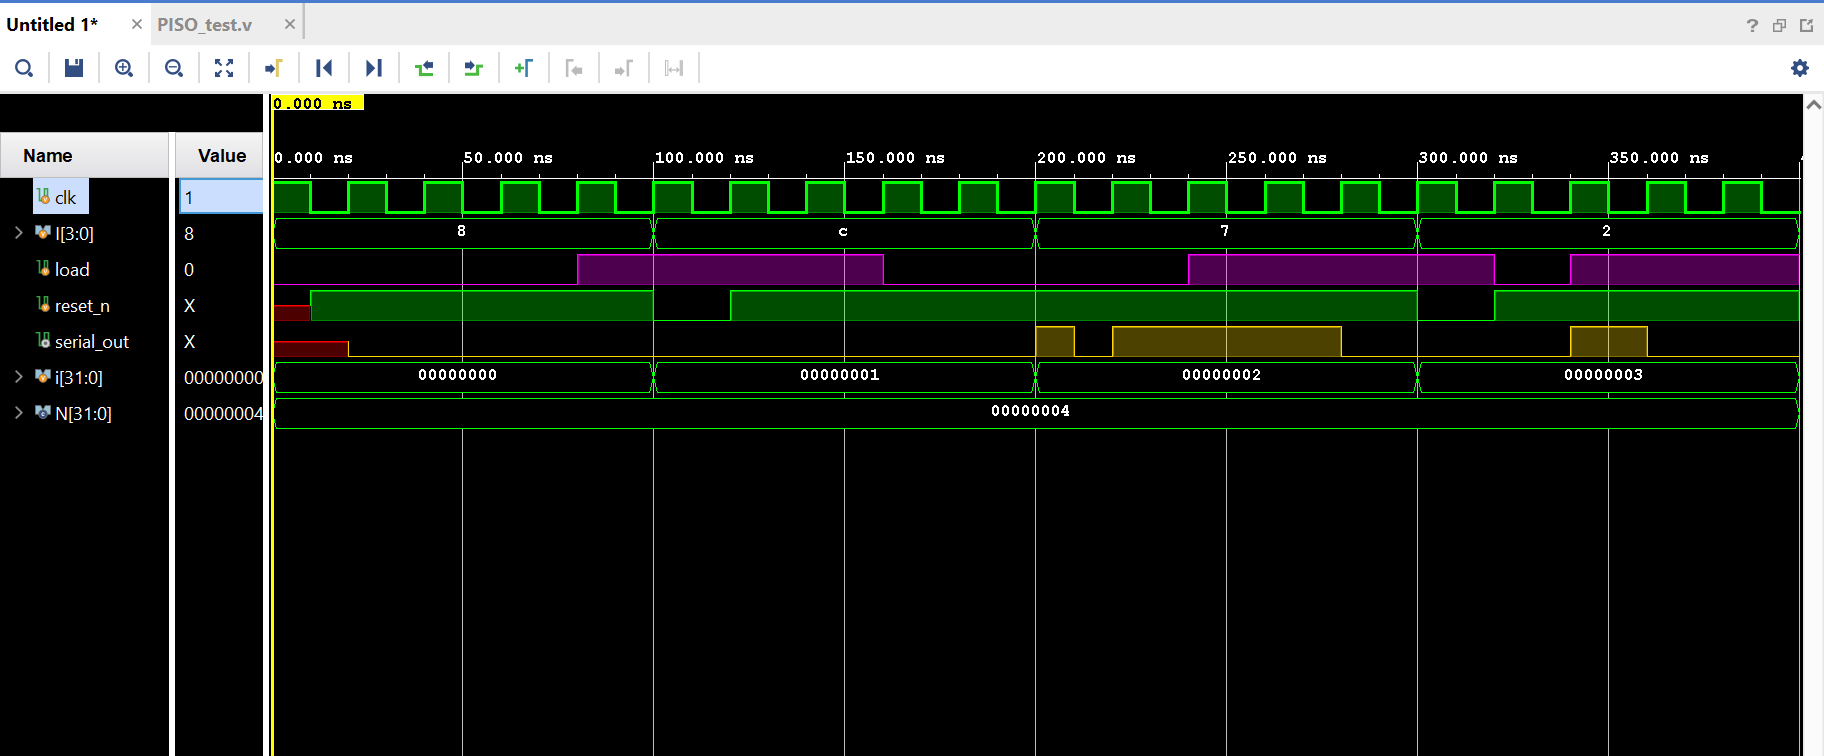 Untitled 1* × PISO_test.v ×
?
0.000 ns
Name Value
0.000 ns 50.000 ns 100.000 ns 150.000 ns 200.000 ns 250.000 ns 300.000 ns 350.000 ns
clk 1
I[3:0] 8 8 c 7 2
load 0
reset_n X
serial_out X
i[31:0] 00000000 00000000 00000001 00000002 00000003
N[31:0] 00000004 00000004